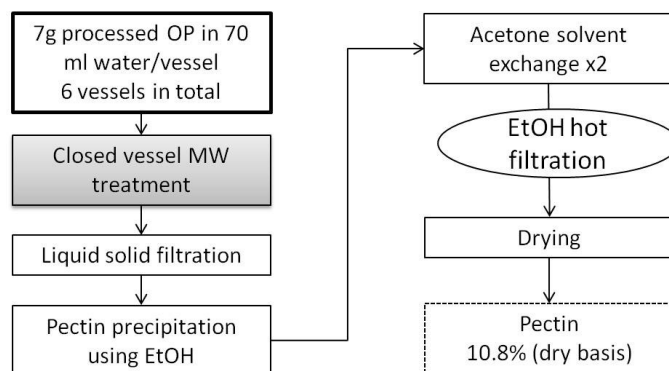 7g processed OP in 70
ml water/vessel
6 vessels in total
Closed vessel MW
treatment
Liquid solid filtration
Pectin precipitation
using EtOH
Acetone solvent
exchange x2
EtOH hot
filtration
Drying
Pectin
10.8% (dry basis)